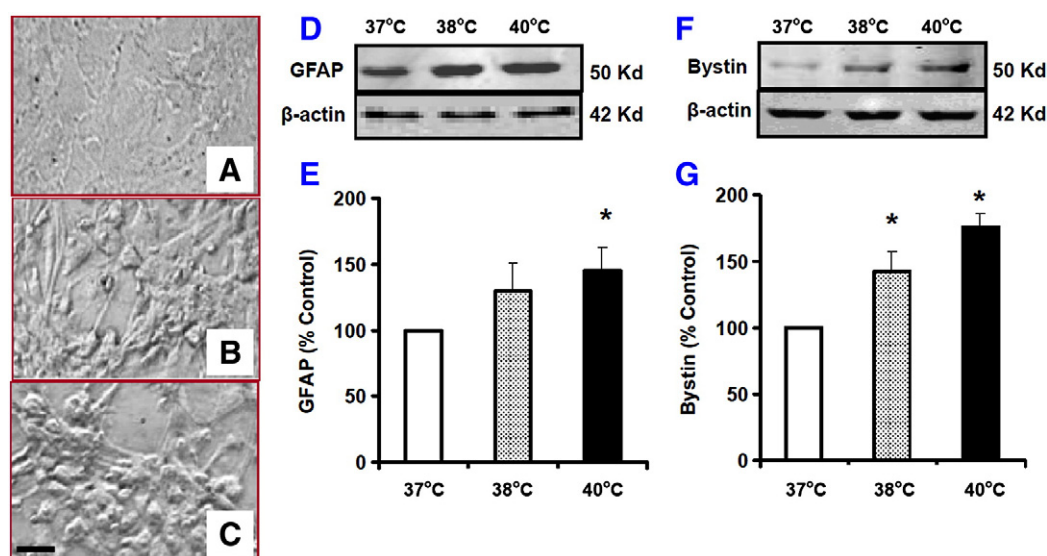 A
B
C
D
37°C 38°C 40°C
GFAP 50 Kd
β-actin 42 Kd
E
200
150
100
50
0
GFAP (% Control)
*
37°C 38°C 40°C
F
37°C 38°C 40°C
Bystin 50 Kd
β-actin 42 Kd
G
200
150
100
50
0
Bystin (% Control)
* *
37°C 38°C 40°C